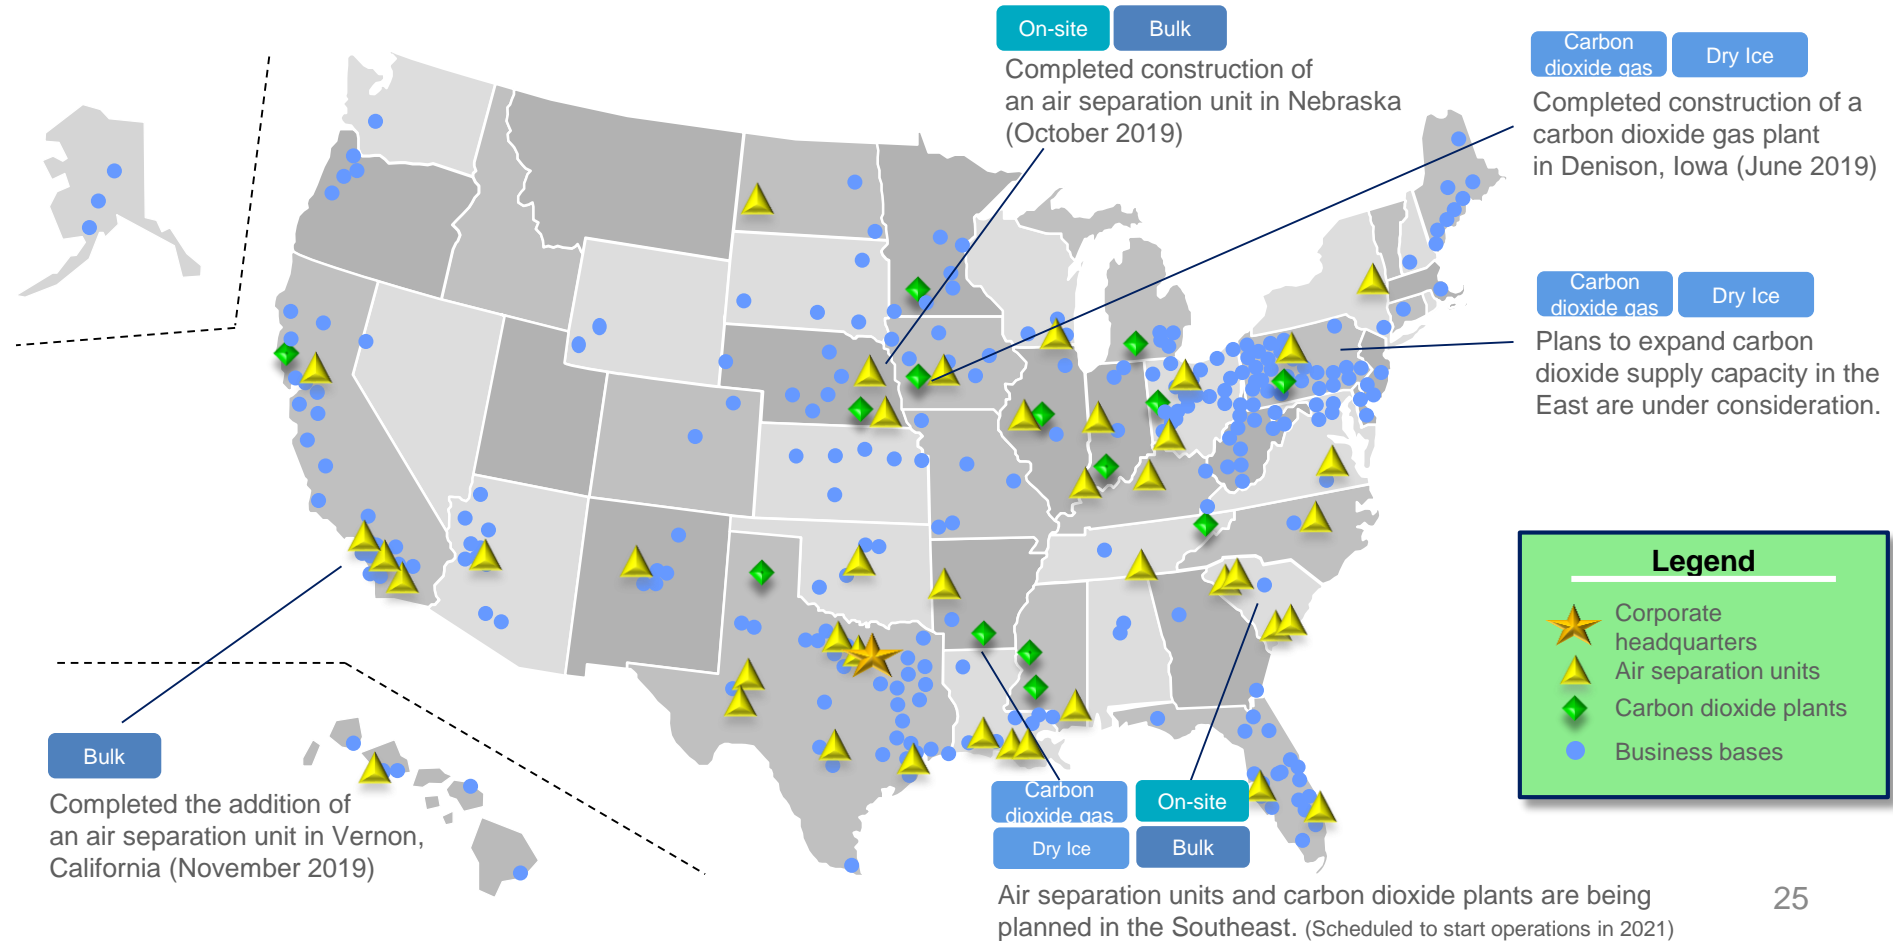 On-site
Bulk
Completed construction of
an air separation unit in Nebraska
(October 2019)
Carbon
dioxide gas
Dry Ice
Completed construction of a
carbon dioxide gas plant
in Denison, Iowa (June 2019)
Carbon
dioxide gas
Dry Ice
Plans to expand carbon
dioxide supply capacity in the
East are under consideration.
Legend
Corporate
headquarters
Air separation units
Carbon dioxide plants
Business bases
Bulk
Completed the addition of
an air separation unit in Vernon,
California (November 2019)
Carbon
dioxide gas
On-site
Dry Ice
Bulk
Air separation units and carbon dioxide plants are being
planned in the Southeast. (Scheduled to start operations in 2021)
25